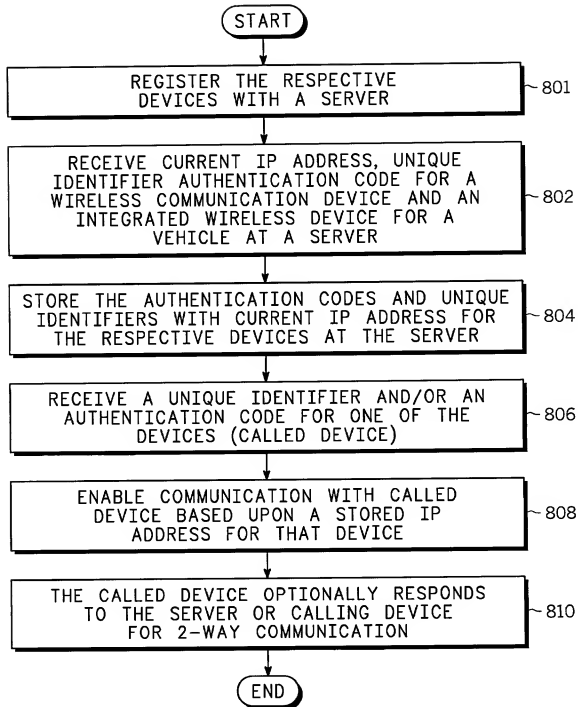 START
REGISTER THE RESPECTIVE
DEVICES WITH A SERVER
801
RECEIVE CURRENT IP ADDRESS, UNIQUE
IDENTIFIER AUTHENTICATION CODE FOR A
WIRELESS COMMUNICATION DEVICE AND AN
INTEGRATED WIRELESS DEVICE FOR A
VEHICLE AT A SERVER
802
STORE THE AUTHENTICATION CODES AND UNIQUE
IDENTIFIERS WITH CURRENT IP ADDRESS FOR
THE RESPECTIVE DEVICES AT THE SERVER
804
RECEIVE A UNIQUE IDENTIFIER AND/OR AN
AUTHENTICATION CODE FOR ONE OF THE
DEVICES (CALLED DEVICE)
806
ENABLE COMMUNICATION WITH CALLED
DEVICE BASED UPON A STORED IP
ADDRESS FOR THAT DEVICE
808
THE CALLED DEVICE OPTIONALLY RESPONDS
TO THE SERVER OR CALLING DEVICE
FOR 2-WAY COMMUNICATION
810
END